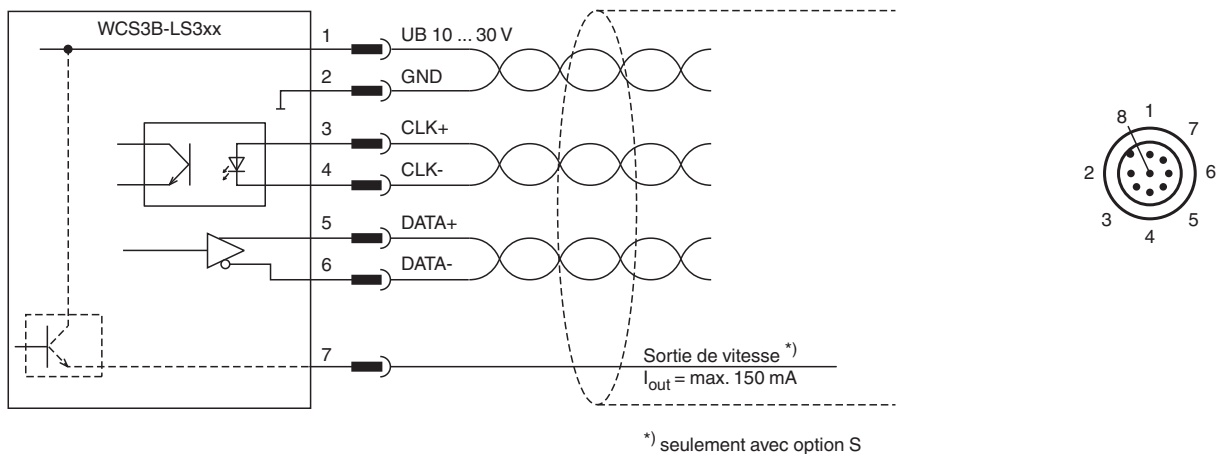 WCS3B-LS3xx
1 UB 10 ... 30 V
2 GND
3 CLK+
4 CLK-
5 DATA+
6 DATA-
7 Sortie de vitesse *)
Iout = max. 150 mA
*) seulement avec option S
8 1 7
2 6
3 5
4